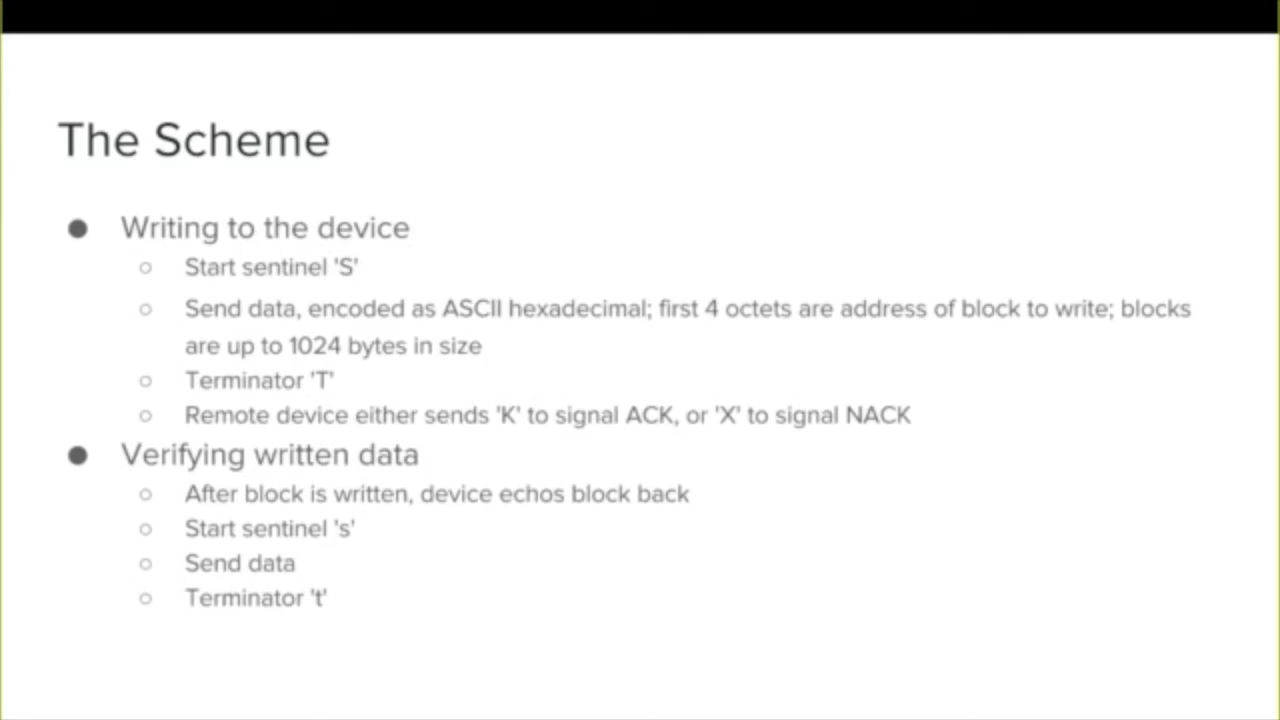 The Scheme
● Writing to the device
○ Start sentinel 'S'
○ Send data, encoded as ASCII hexadecimal; first 4 octets are address of block to write; blocks
are up to 1024 bytes in size
○ Terminator 'T'
○ Remote device either sends 'K' to signal ACK, or 'X' to signal NACK
● Verifying written data
○ After block is written, device echos block back
○ Start sentinel 's'
○ Send data
○ Terminator 't'